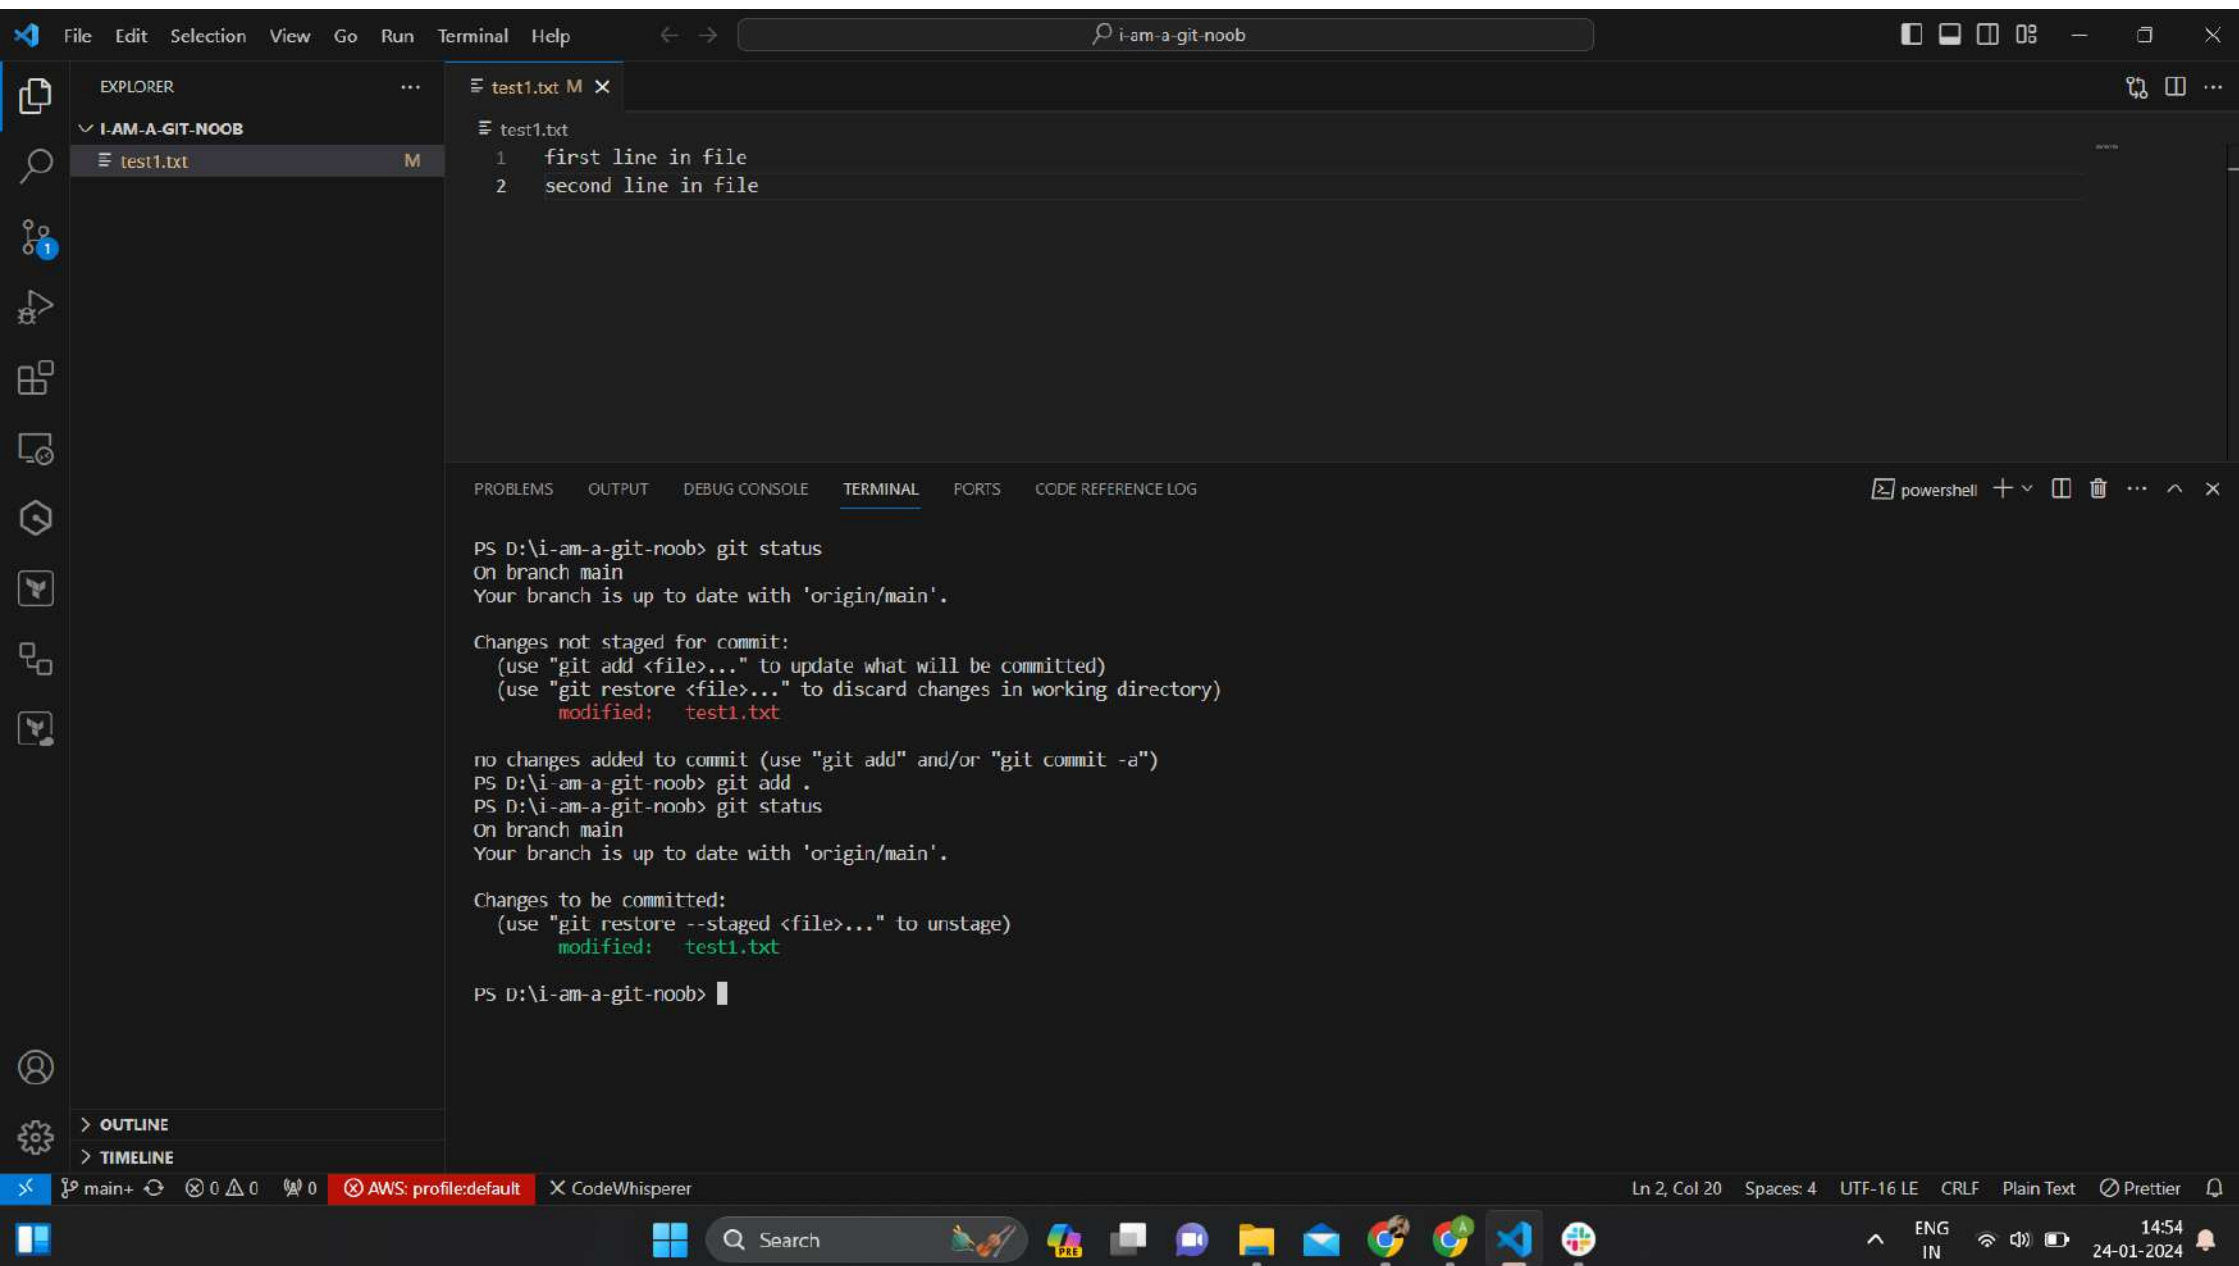 File Edit Selection View Go Run Terminal Help
i-am-a-git-noob
EXPLORER
I-AM-A-GIT-NOOB
test1.txt M
test1.txt M
test1.txt
1 first line in file
2 second line in file
1
PROBLEMS OUTPUT DEBUG CONSOLE TERMINAL PORTS CODE REFERENCE LOG
powershell
PS D:\i-am-a-git-noob> git status
On branch main
Your branch is up to date with 'origin/main'.
Changes not staged for commit:
(use "git add <file>..." to update what will be committed)
(use "git restore <file>..." to discard changes in working directory)
modified: test1.txt
no changes added to commit (use "git add" and/or "git commit -a")
PS D:\i-am-a-git-noob> git add .
PS D:\i-am-a-git-noob> git status
On branch main
Your branch is up to date with 'origin/main'.
Changes to be committed:
(use "git restore --staged <file>..." to unstage)
modified: test1.txt
PS D:\i-am-a-git-noob>
OUTLINE
TIMELINE
main+ 0 0 0 AWS: profile:default CodeWhisperer Ln 2, Col 20 Spaces: 4 UTF-16 LE CRLF Plain Text Prettier
Search
PRE
A
ENG
IN
14:54
24-01-2024